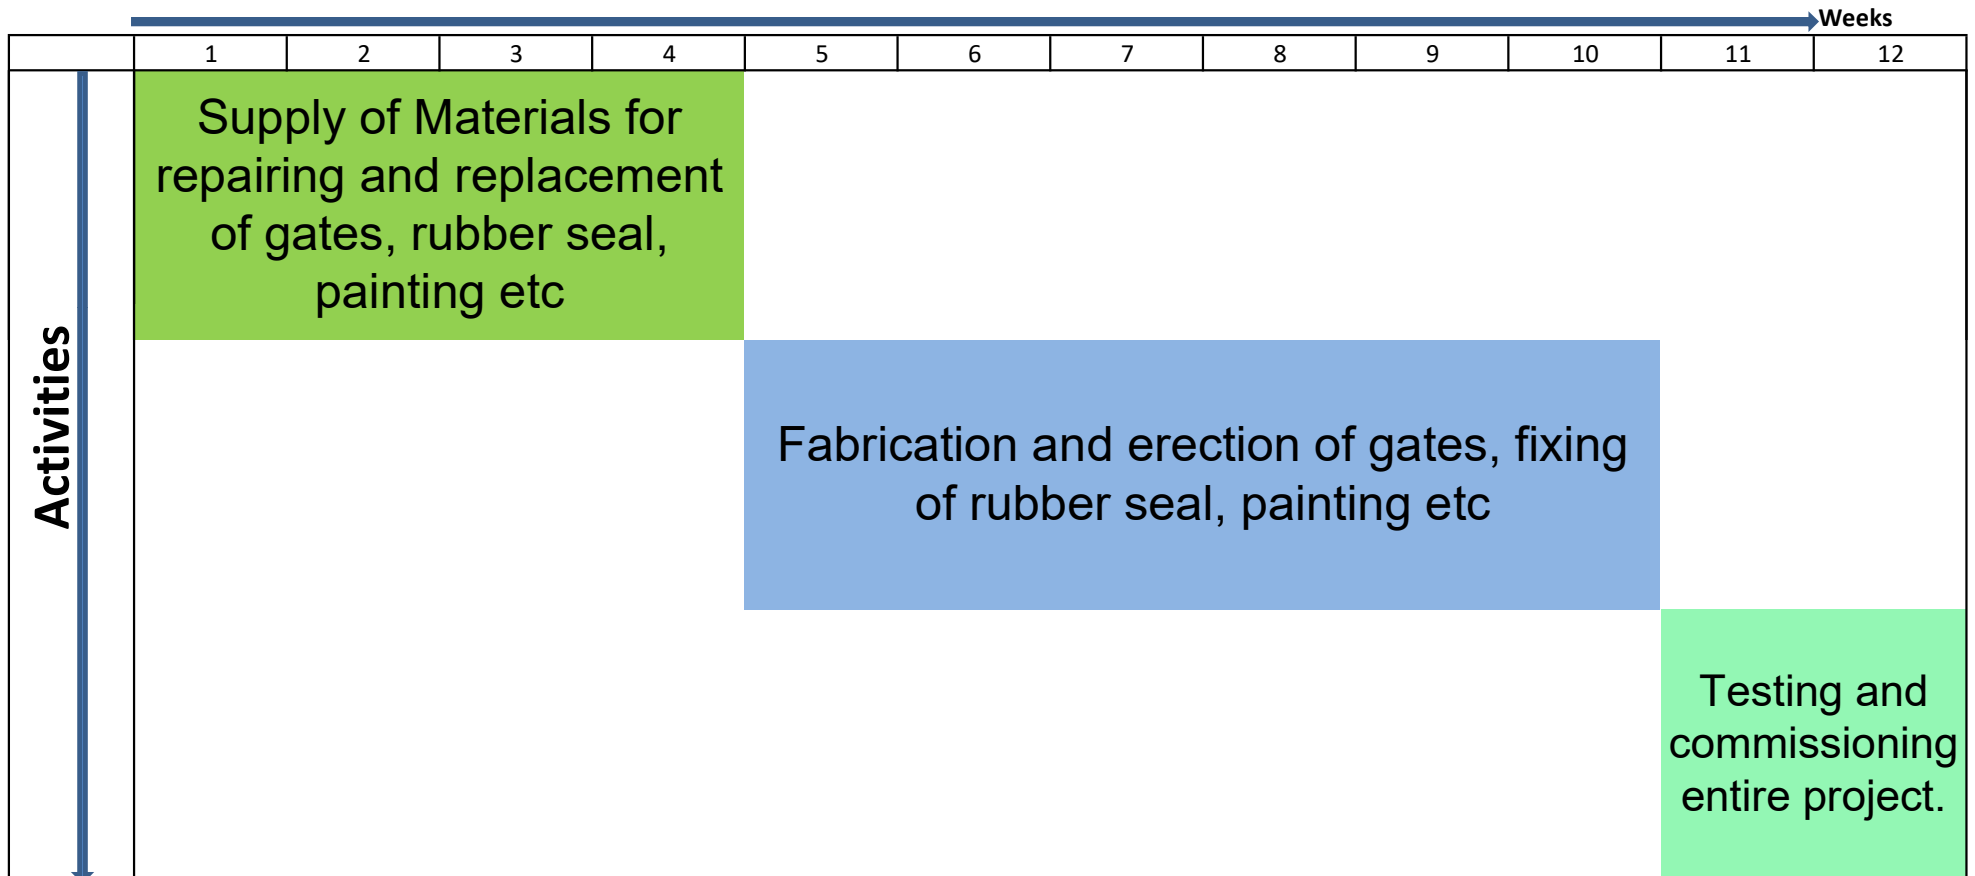 Weeks
1 2 3 4 5 6 7 8 9 10 11 12
Activities
Supply of Materials for
repairing and replacement
of gates, rubber seal,
painting etc
Fabrication and erection of gates, fixing
of rubber seal, painting etc
Testing and
commissioning
entire project.